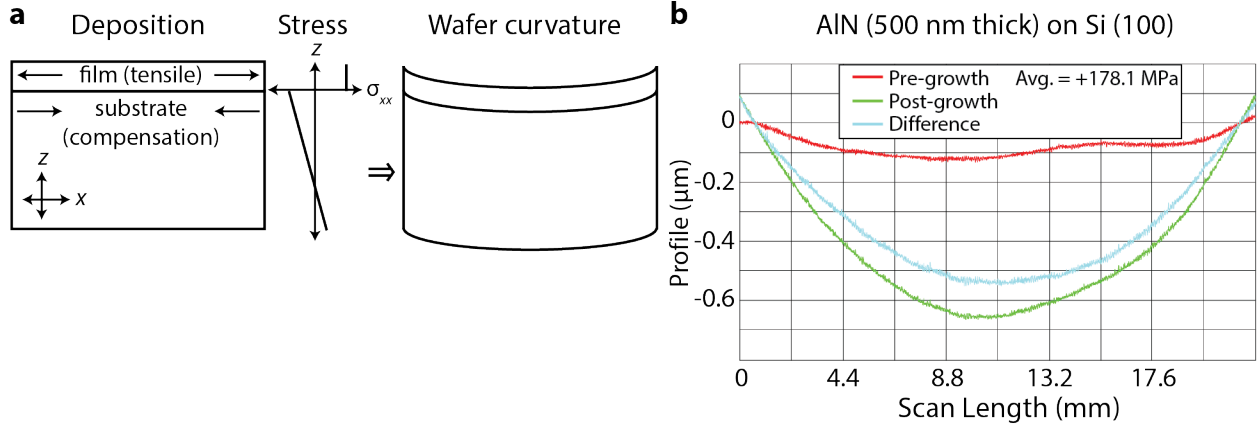 a
Deposition
Stress
Wafer curvature
film (tensile)
substrate
(compensation)
z
x
z
σxx
⇒
b
AlN (500 nm thick) on Si (100)
Pre-growth Avg. = +178.1 MPa
Post-growth
Difference
Profile (μm)
0
-0.2
-0.4
-0.6
0 4.4 8.8 13.2 17.6
Scan Length (mm)